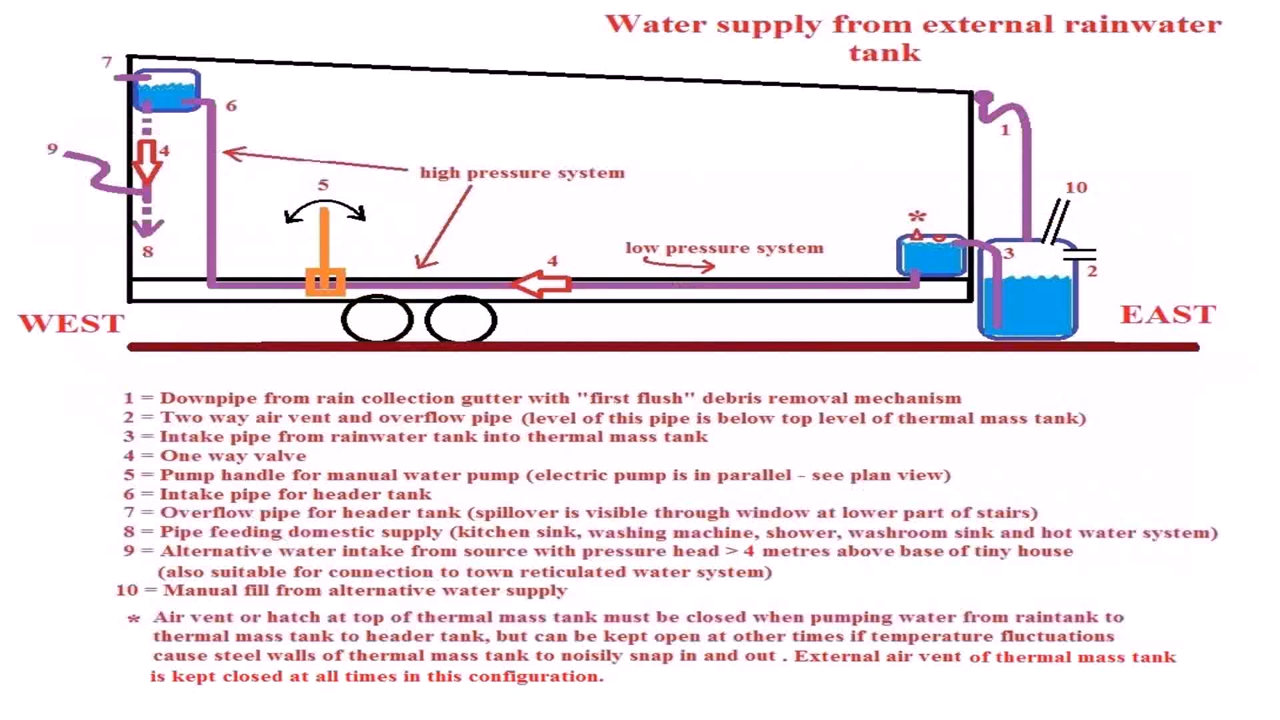 Water supply from external rainwater
tank
7
6
1
9
4
high pressure system
5
10
*
low pressure system
8
4
3
2
WEST
EAST
1 = Downpipe from rain collection gutter with "first flush" debris removal mechanism
2 = Two way air vent and overflow pipe (level of this pipe is below top level of thermal mass tank)
3 = Intake pipe from rainwater tank into thermal mass tank
4 = One way valve
5 = Pump handle for manual water pump (electric pump is in parallel - see plan view)
6 = Intake pipe for header tank
7 = Overflow pipe for header tank (spillover is visible through window at lower part of stairs)
8 = Pipe feeding domestic supply (kitchen sink, washing machine, shower, washroom sink and hot water system)
9 = Alternative water intake from source with pressure head > 4 metres above base of tiny house
(also suitable for connection to town reticulated water system)
10 = Manual fill from alternative water supply
* Air vent or hatch at top of thermal mass tank must be closed when pumping water from raintank to
thermal mass tank to header tank, but can be kept open at other times if temperature fluctuations
cause steel walls of thermal mass tank to noisily snap in and out . External air vent of thermal mass tank
is kept closed at all times in this configuration.